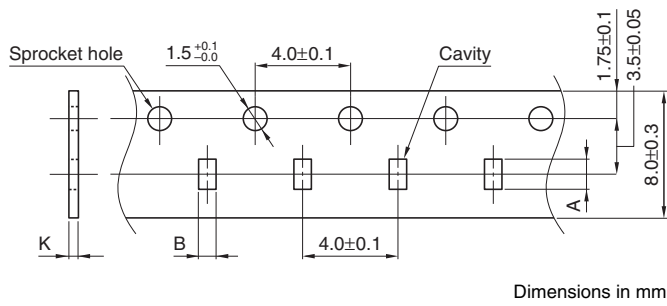 Sprocket hole
1.5 +0.1 −0.0
4.0±0.1
Cavity
1.75±0.1
3.5±0.05
8.0±0.3
K
B
4.0±0.1
A
Dimensions in mm